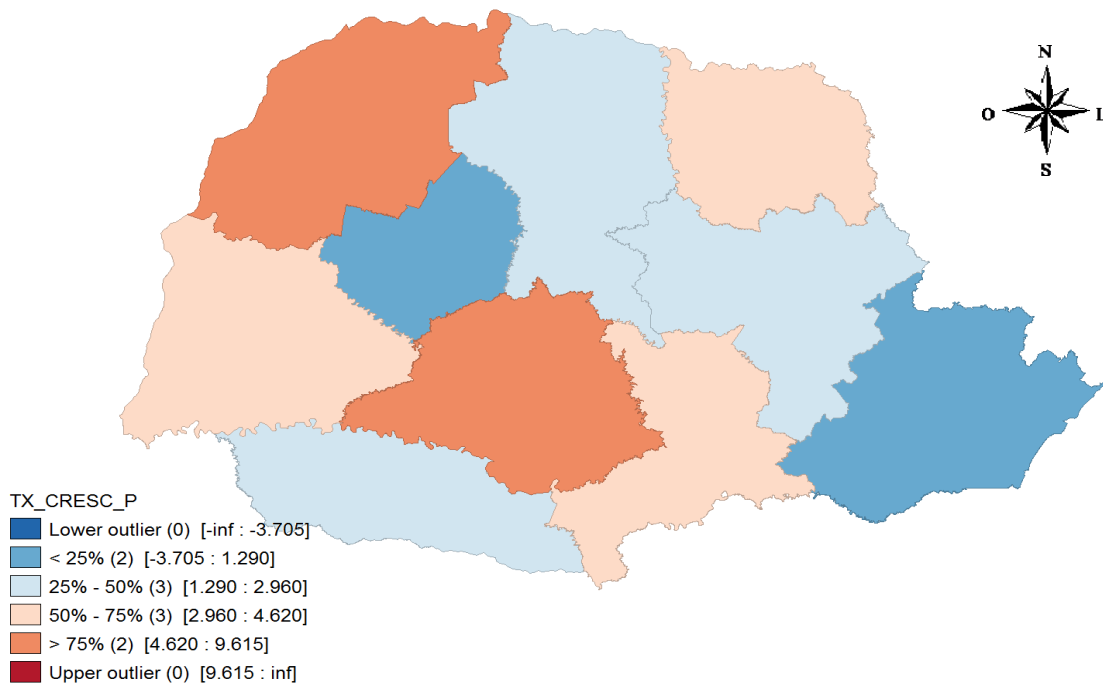 N
O
I
S
TX_CRESC_P
Lower outlier (0) [-inf : -3.705]
< 25% (2) [-3.705 : 1.290]
25% - 50% (3) [1.290 : 2.960]
50% - 75% (3) [2.960 : 4.620]
> 75% (2) [4.620 : 9.615]
Upper outlier (0) [9.615 : inf]